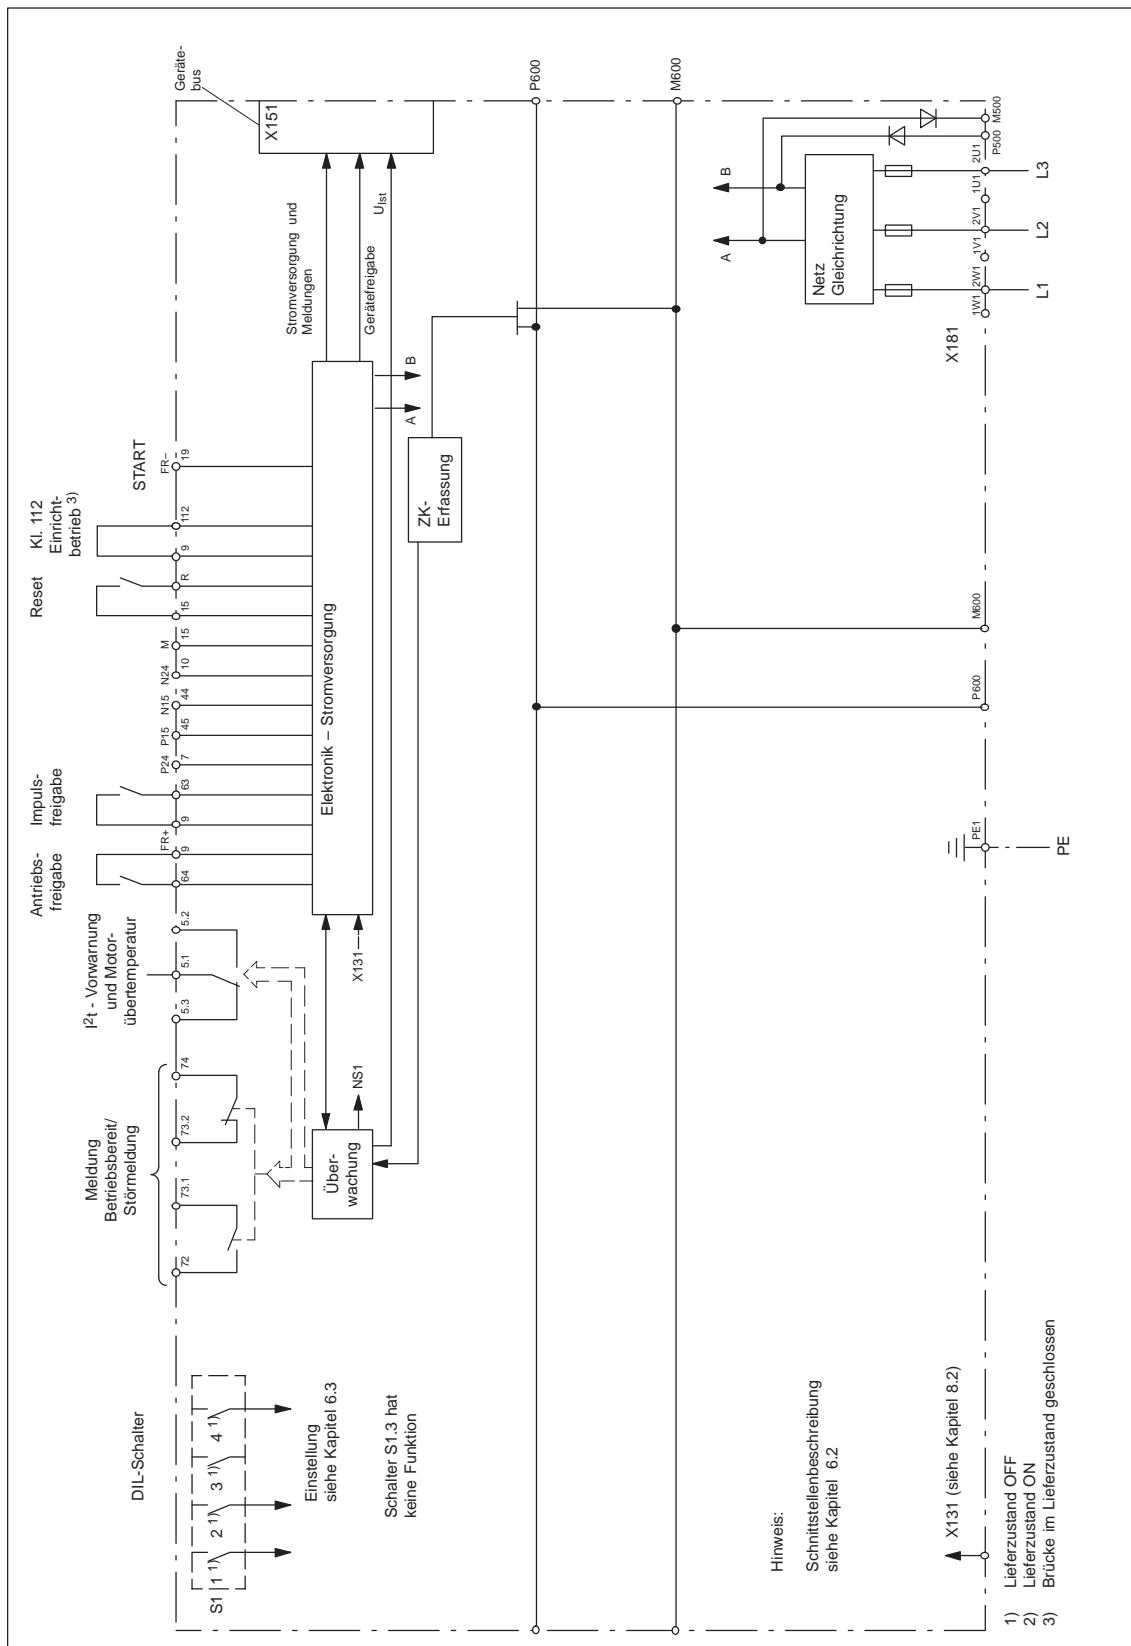 DIL-Schalter
S1
1 1)
2 1)
3 1)
4 1)
Einstellung
siehe Kapitel 6.3
Schalter S1.3 hat
keine Funktion
Meldung
Betriebsbereit/
Störmeldung
72
73.1
73.2
74
I2t - Vorwarnung
und Motor-
übertemperatur
5.3
5.1
5.2
Antriebs-
freigabe
64
9
FR+
Impuls-
freigabe
9
63
P24
7
P15
45
N15
44
N24
10
M
15
Reset
15
R
Kl. 112
Einricht-
betrieb 3)
9
112
START
FR–
19
Geräte-
bus
X151
Über-
wachung
NS1
X131
Elektronik – Stromversorgung
Stromversorgung und
Meldungen
Gerätefreigabe
UIst
A
B
ZK-
Erfassung
P600
M600
A
B
Netz
Gleichrichtung
Hinweis:
Schnittstellenbeschreibung
siehe Kapitel 6.2
X131 (siehe Kapitel 8.2)
PE1
PE
P600
M600
X181
1W1
2W1
1V1
2V1
1U1
2U1
P500
M500
L1
L2
L3
1) Lieferzustand OFF
2) Lieferzustand ON
3) Brücke im Lieferzustand geschlossen